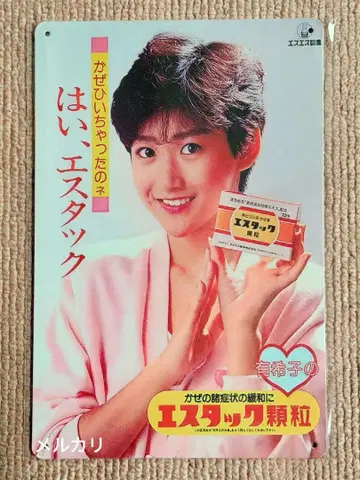 エスエス製薬
かぜひいちゃったのネ
はい、エスタック
エスタック
顆粒
有希子の
かぜの諸症状の緩和に
エスタック顆粒
メルカリ